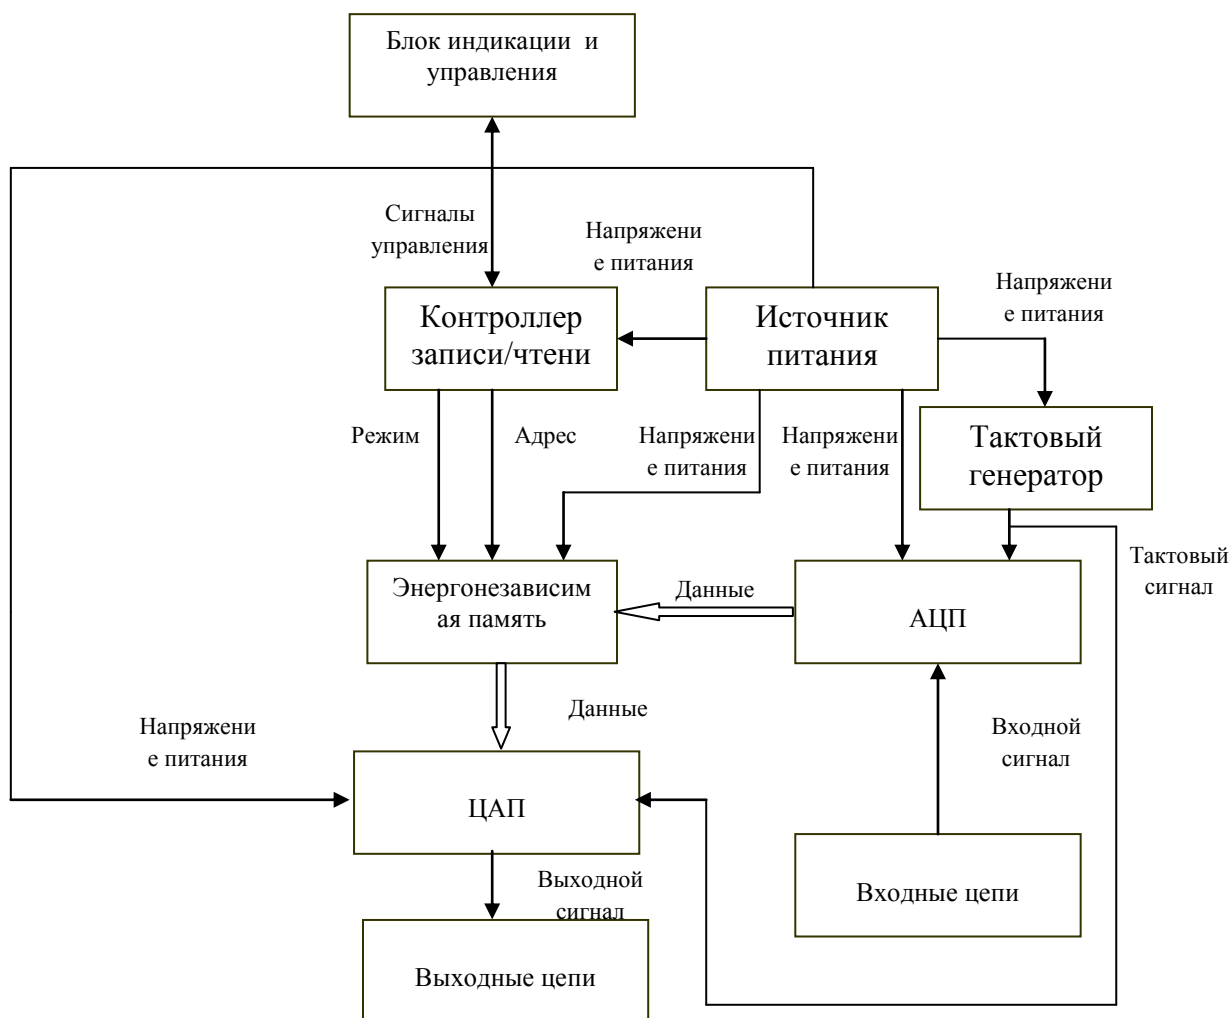 Блок индикации и
управления
Сигналы
управления
Напряжени
е питания
Напряжени
е питания
Контроллер
записи/чтени
Источник
питания
Режим
Адрес
Напряжени
е питания
Напряжени
е питания
Тактовый
генератор
Тактовый
сигнал
Энергонезависим
ая память
Данные
АЦП
Данные
Напряжени
е питания
Входной
сигнал
ЦАП
Выходной
сигнал
Входные цепи
Выходные цепи